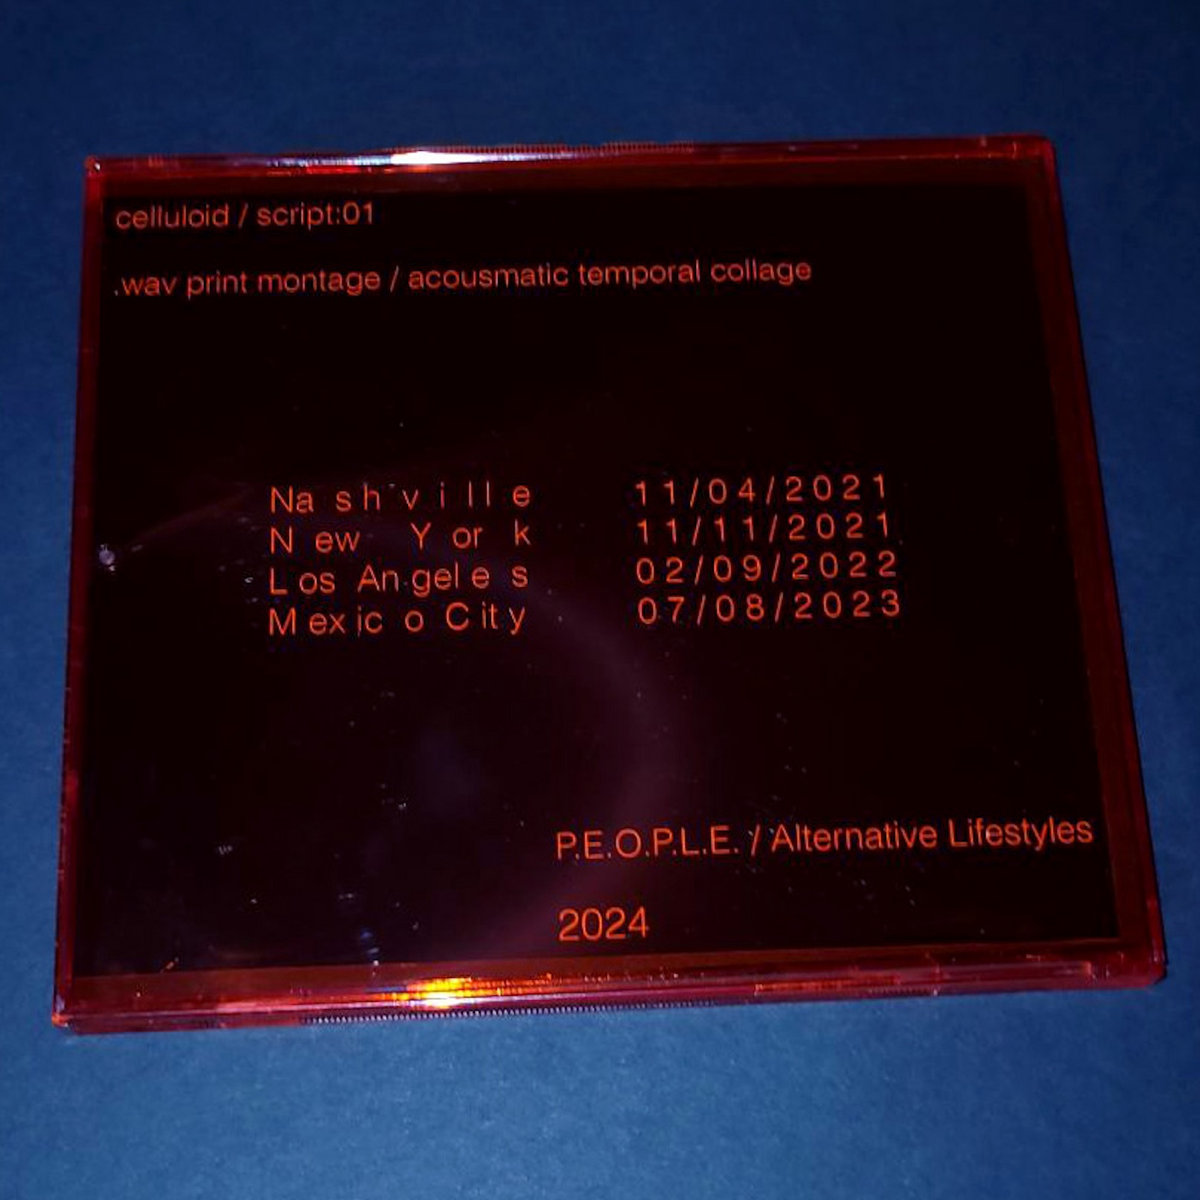 celluloid / script:01
.wav print montage / acousmatic temporal collage
Nashville 11/04/2021
New York 11/11/2021
Los Angeles 02/09/2022
Mexico City 07/08/2023
P.E.O.P.L.E. / Alternative Lifestyles
2024